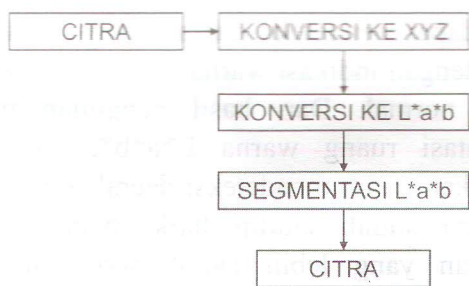 CITRA
KONVERSI KE XYZ
KONVERSI KE L*a*b
SEGMENTASI L*a*b
CITRA